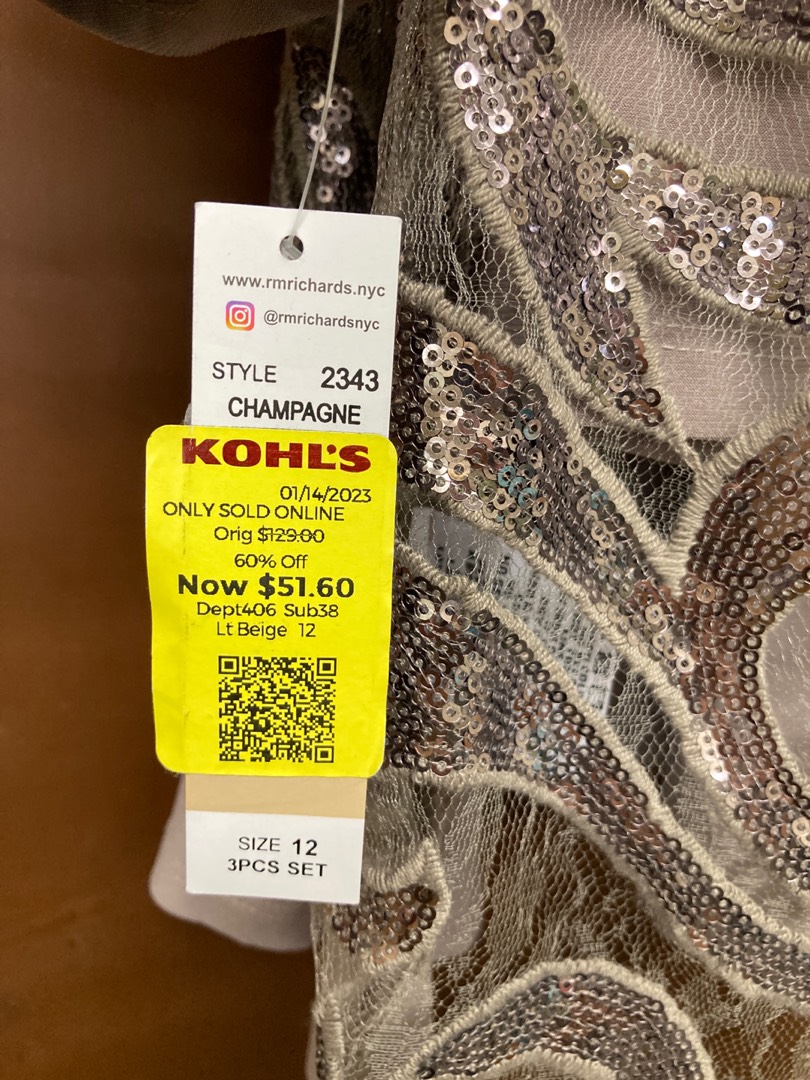 www.rmrichards.nyc
@rmrichardsnyc
STYLE 2343
CHAMPAGNE
KOHL'S
01/14/2023
ONLY SOLD ONLINE
Orig $129.00
60% Off
Now $51.60
Dept406 Sub38
Lt Beige 12
SIZE 12
3PCS SET